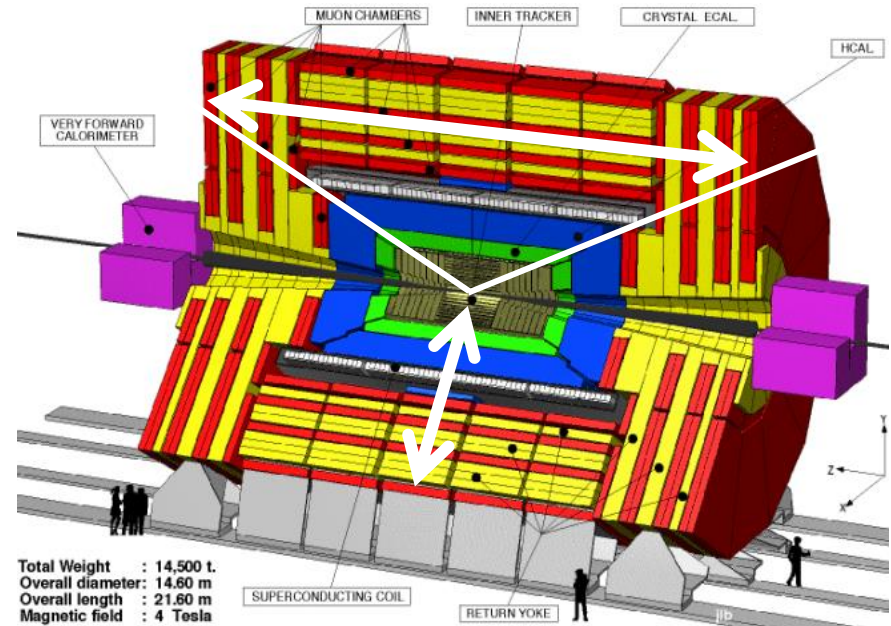 MUON CHAMBERS
INNER TRACKER
CRYSTAL ECAL
HCAL
VERY FORWARD
CALORIMETER
Y
Z
X
Total Weight : 14,500 t.
Overall diameter : 14.60 m
Overall length : 21.60 m
Magnetic field : 4 Tesla
SUPERCONDUCTING COIL
RETURN YOKE
jlb